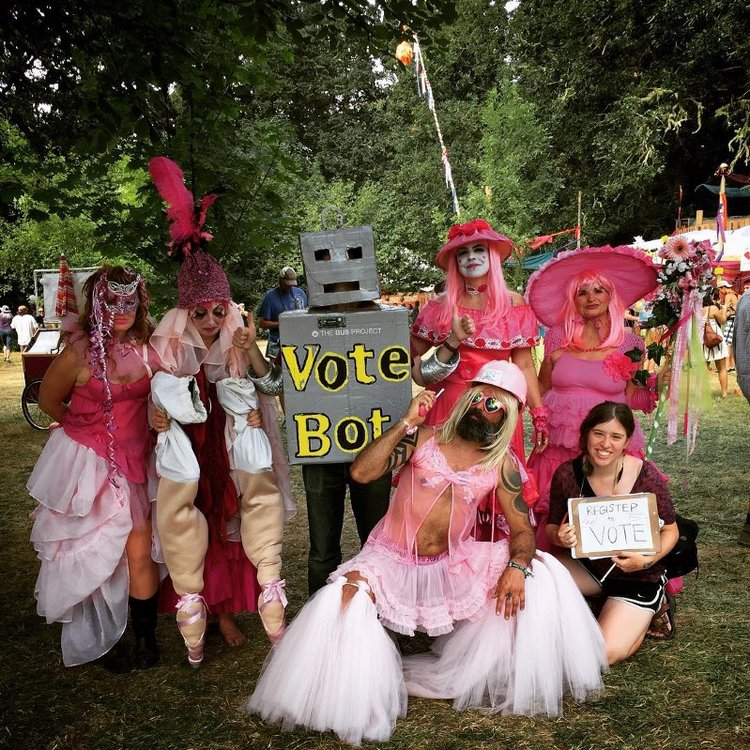 THE BUS PROJECT
Vote
Bot
REGISTER
to
VOTE